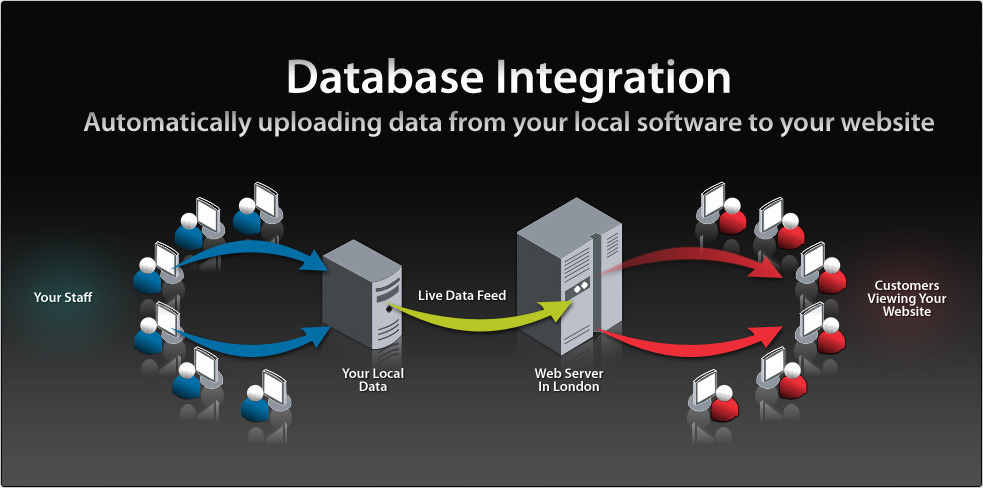 Database Integration
Automatically uploading data from your local software to your website
Your Staff
Live Data Feed
Customers
Viewing Your
Website
Your Local
Data
Web Server
In London